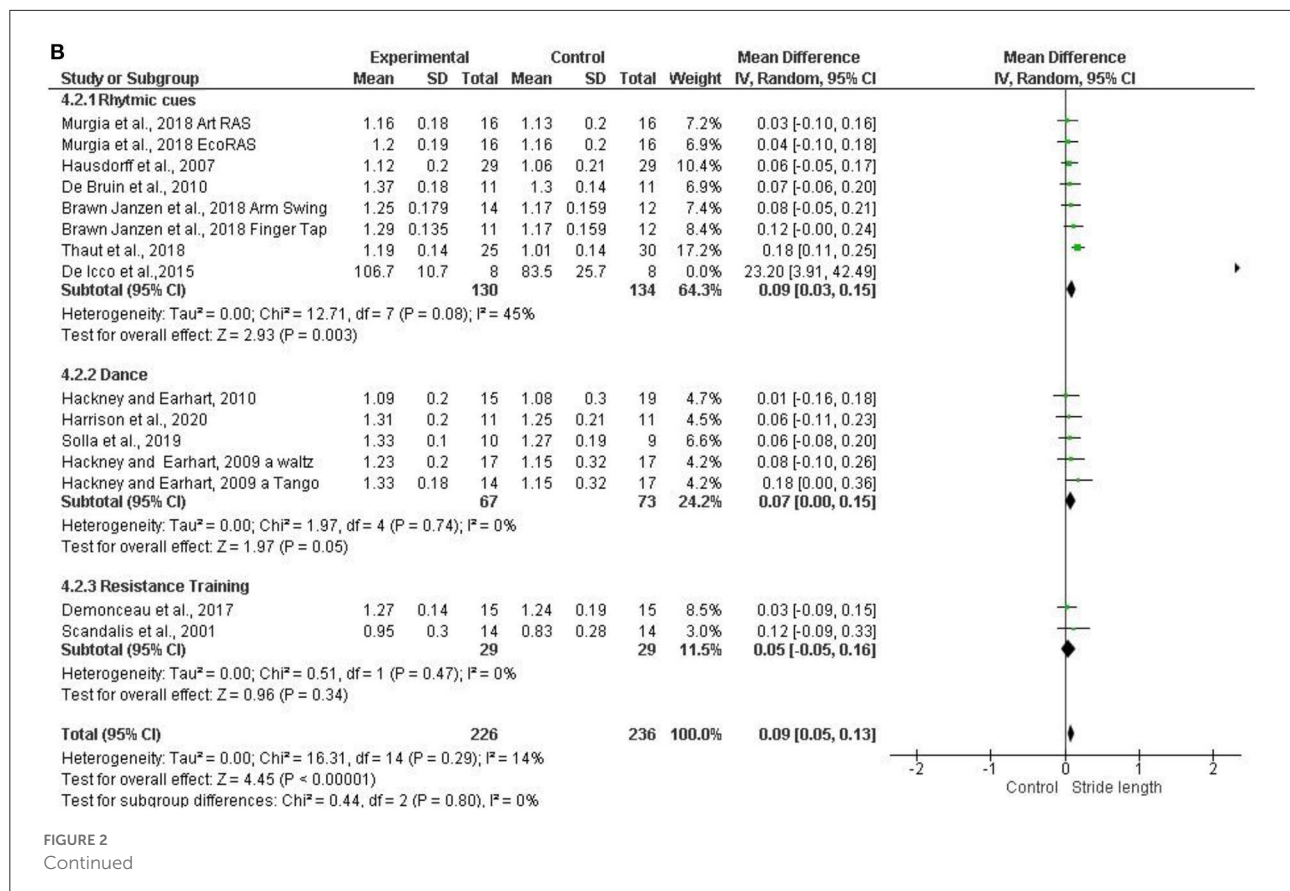 B
Experimental Control Mean Difference Mean Difference
Study or Subgroup Mean SD Total Mean SD Total Weight IV, Random, 95% CI IV, Random, 95% CI
4.2.1 Rhytmic cues
Murgia et al., 2018 Art RAS 1.16 0.18 16 1.13 0.2 16 7.2% 0.03 [-0.10, 0.16]
Murgia et al., 2018 EcoRAS 1.2 0.19 16 1.16 0.2 16 6.9% 0.04 [-0.10, 0.18]
Hausdorff et al., 2007 1.12 0.2 29 1.06 0.21 29 10.4% 0.06 [-0.05, 0.17]
De Bruin et al., 2010 1.37 0.18 11 1.3 0.14 11 6.9% 0.07 [-0.06, 0.20]
Brawn Janzen et al., 2018 Arm Swing 1.25 0.179 14 1.17 0.159 12 7.4% 0.08 [-0.05, 0.21]
Brawn Janzen et al., 2018 Finger Tap 1.29 0.135 11 1.17 0.159 12 8.4% 0.12 [-0.00, 0.24]
Thaut et al., 2018 1.19 0.14 25 1.01 0.14 30 17.2% 0.18 [0.11, 0.25]
De Icco et al.,2015 106.7 10.7 8 83.5 25.7 8 0.0% 23.20 [3.91, 42.49]
Subtotal (95% CI) 130 134 64.3% 0.09 [0.03, 0.15]
Heterogeneity: Tau² = 0.00; Chi² = 12.71, df = 7 (P = 0.08); I² = 45%
Test for overall effect: Z = 2.93 (P = 0.003)
4.2.2 Dance
Hackney and Earhart, 2010 1.09 0.2 15 1.08 0.3 19 4.7% 0.01 [-0.16, 0.18]
Harrison et al., 2020 1.31 0.2 11 1.25 0.21 11 4.5% 0.06 [-0.11, 0.23]
Solla et al., 2019 1.33 0.1 10 1.27 0.19 9 6.6% 0.06 [-0.08, 0.20]
Hackney and Earhart, 2009 a waltz 1.23 0.2 17 1.15 0.32 17 4.2% 0.08 [-0.10, 0.26]
Hackney and Earhart, 2009 a Tango 1.33 0.18 14 1.15 0.32 17 4.2% 0.18 [0.00, 0.36]
Subtotal (95% CI) 67 73 24.2% 0.07 [0.00, 0.15]
Heterogeneity: Tau² = 0.00; Chi² = 1.97, df = 4 (P = 0.74); I² = 0%
Test for overall effect: Z = 1.97 (P = 0.05)
4.2.3 Resistance Training
Demonceau et al., 2017 1.27 0.14 15 1.24 0.19 15 8.5% 0.03 [-0.09, 0.15]
Scandalis et al., 2001 0.95 0.3 14 0.83 0.28 14 3.0% 0.12 [-0.09, 0.33]
Subtotal (95% CI) 29 29 11.5% 0.05 [-0.05, 0.16]
Heterogeneity: Tau² = 0.00; Chi² = 0.51, df = 1 (P = 0.47); I² = 0%
Test for overall effect: Z = 0.96 (P = 0.34)
Total (95% CI) 226 236 100.0% 0.09 [0.05, 0.13]
Heterogeneity: Tau² = 0.00; Chi² = 16.31, df = 14 (P = 0.29); I² = 14%
Test for overall effect: Z = 4.45 (P < 0.00001)
Test for subgroup differences: Chi² = 0.44, df = 2 (P = 0.80), I² = 0%
-2 -1 0 1 2
Control Stride length
FIGURE 2
Continued